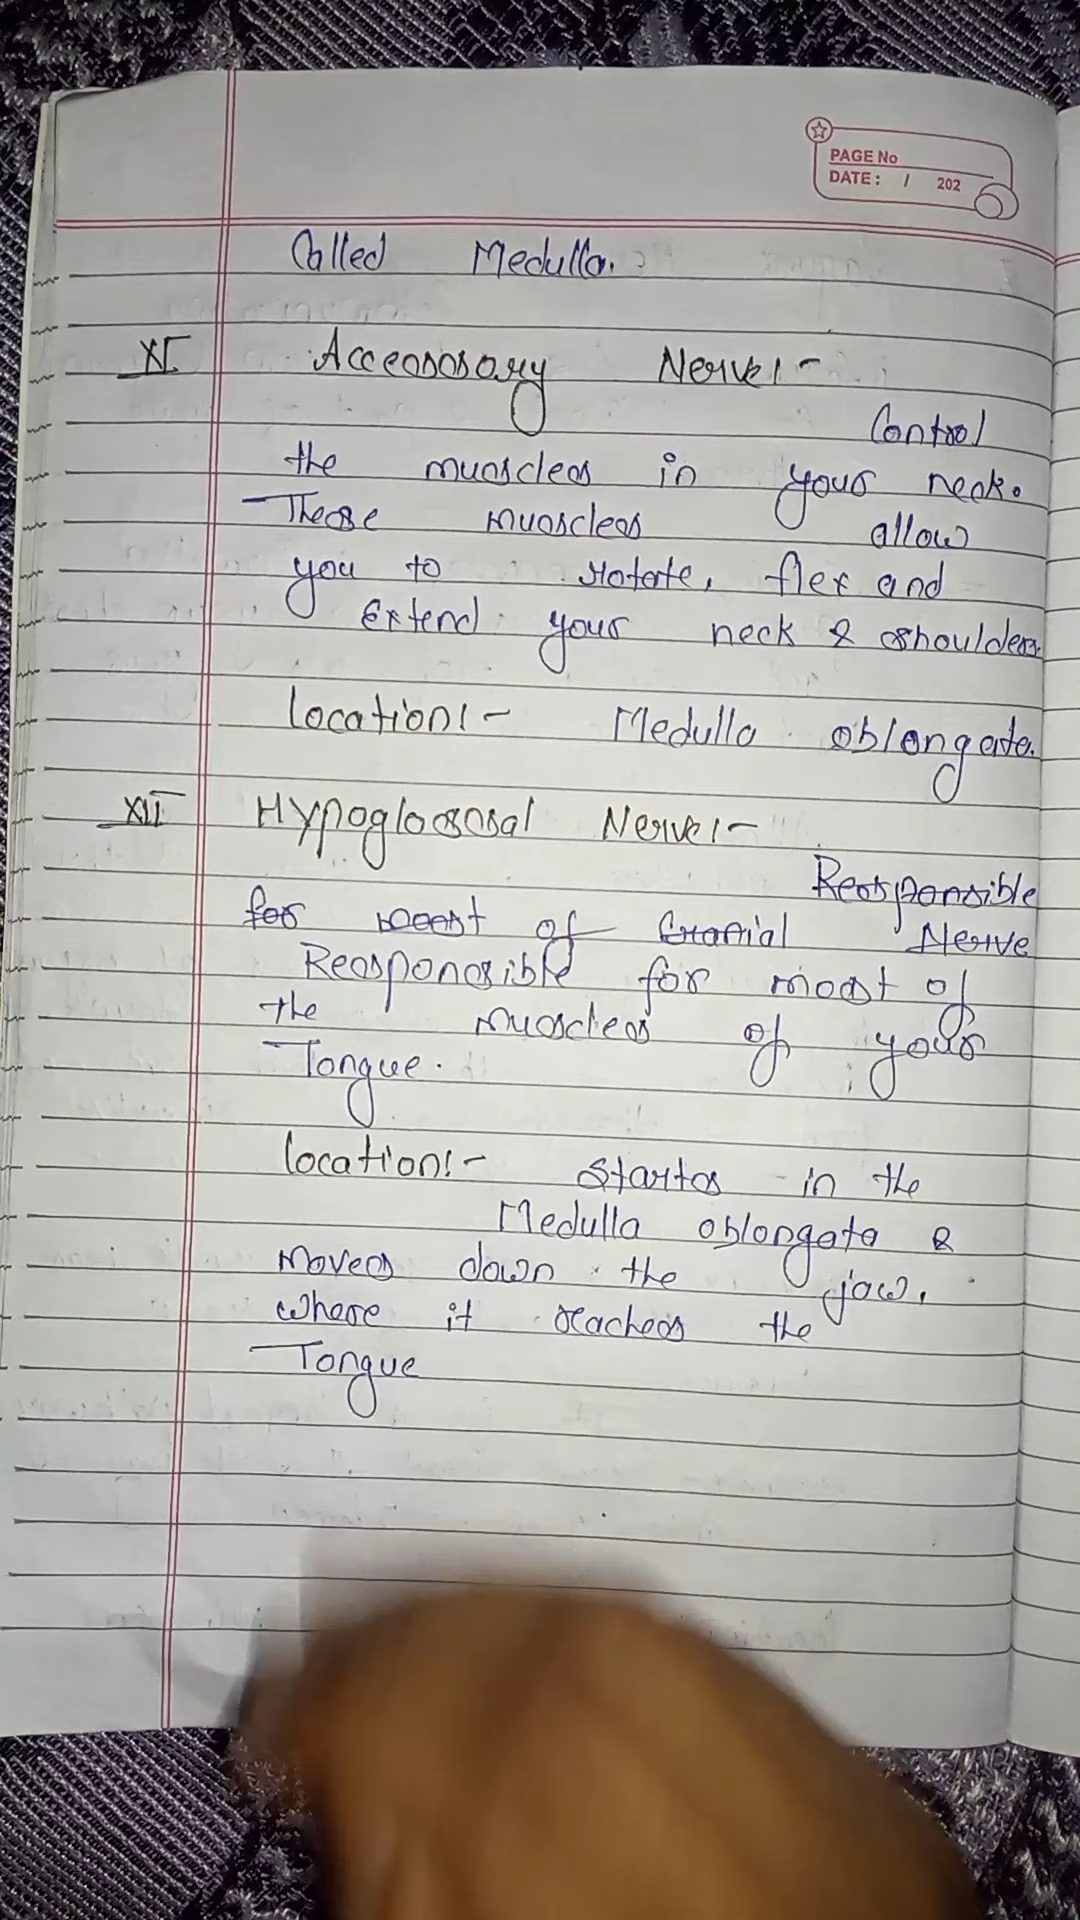 PAGE No
DATE: / 202
Called Medulla.
XI Accessory Nerve:-
Control
the muscles in your neck.
These muscles allow
you to rotate, flex and
Extend your neck & shoulders.
Location:- Medulla oblongata.
XII Hypoglossal Nerve:-
Responsible
for most of Cranial Nerve
Responsible for most of
the muscles of your
Tongue.
Location:- Starts in the
Medulla oblongata &
moves down the jaw,
where it reaches the
Tongue